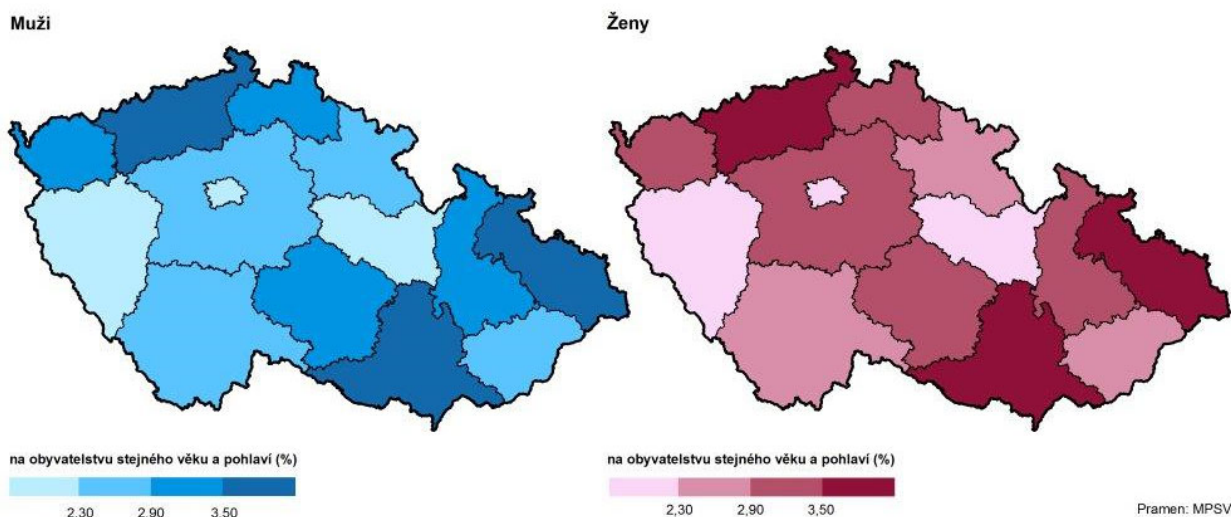 Muži
Ženy
na obyvatelstvu stejného věku a pohlaví (%)
2,30 2,90 3,50
na obyvatelstvu stejného věku a pohlaví (%)
2,30 2,90 3,50
Pramen: MPSV